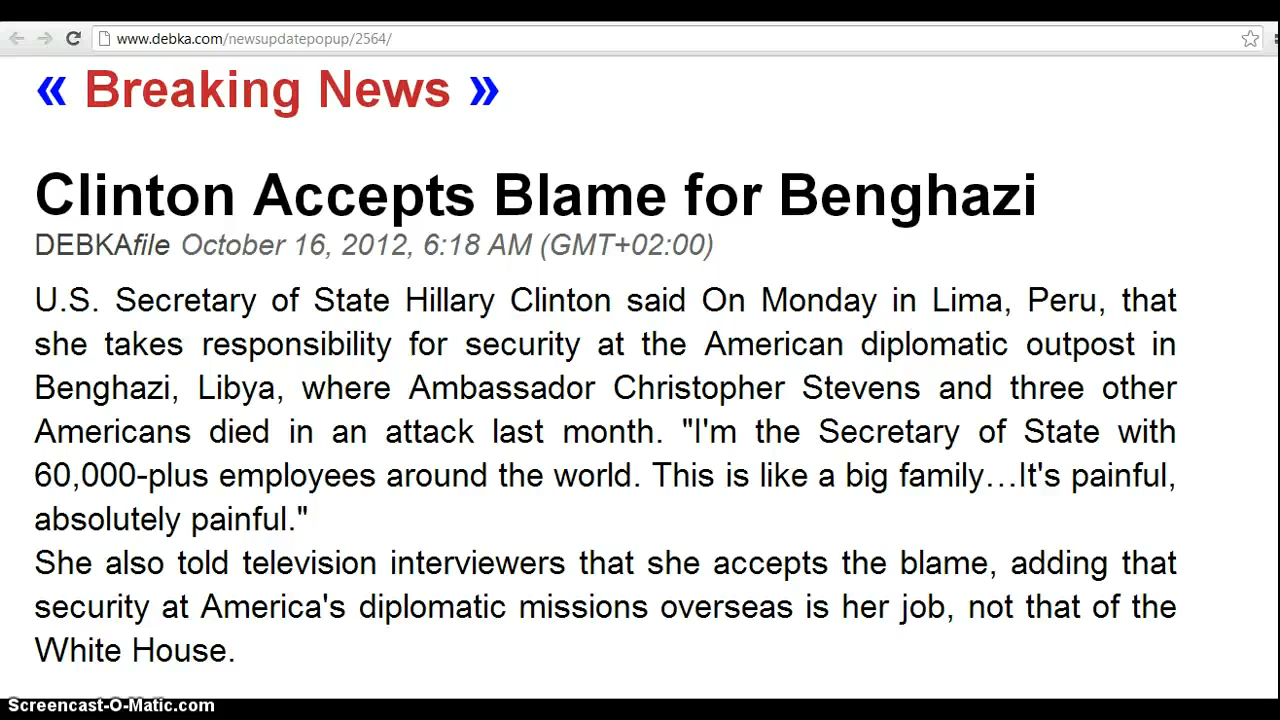 www.debka.com/newsupdatepopup/2564/
« Breaking News »
Clinton Accepts Blame for Benghazi
DEBKAfile October 16, 2012, 6:18 AM (GMT+02:00)
U.S. Secretary of State Hillary Clinton said On Monday in Lima, Peru, that
she takes responsibility for security at the American diplomatic outpost in
Benghazi, Libya, where Ambassador Christopher Stevens and three other
Americans died in an attack last month. "I'm the Secretary of State with
60,000-plus employees around the world. This is like a big family…It's painful,
absolutely painful."
She also told television interviewers that she accepts the blame, adding that
security at America's diplomatic missions overseas is her job, not that of the
White House.
Screencast-O-Matic.com